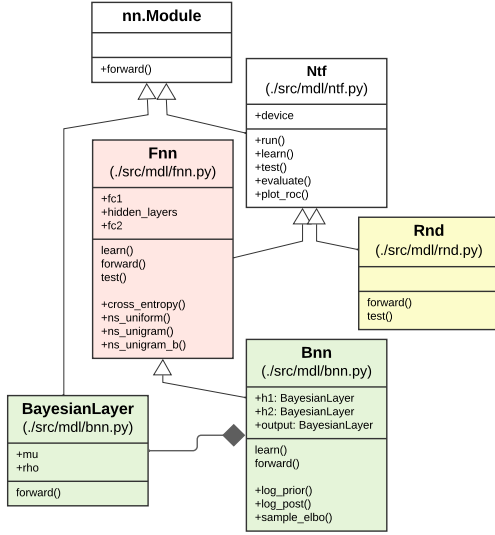 nn.Module
+forward()
Ntf
(./src/mdl/ntf.py)
+device
+run()
+learn()
+test()
+evaluate()
+plot_roc()
Fnn
(./src/mdl/fnn.py)
+fc1
+hidden_layers
+fc2
learn()
forward()
test()
+cross_entropy()
+ns_uniform()
+ns_unigram()
+ns_unigram_b()
Rnd
(./src/mdl/rnd.py)
forward()
test()
Bnn
(./src/mdl/bnn.py)
+h1: BayesianLayer
+h2: BayesianLayer
+output: BayesianLayer
learn()
forward()
+log_prior()
+log_post()
+sample_elbo()
BayesianLayer
(./src/mdl/bnn.py)
+mu
+rho
forward()